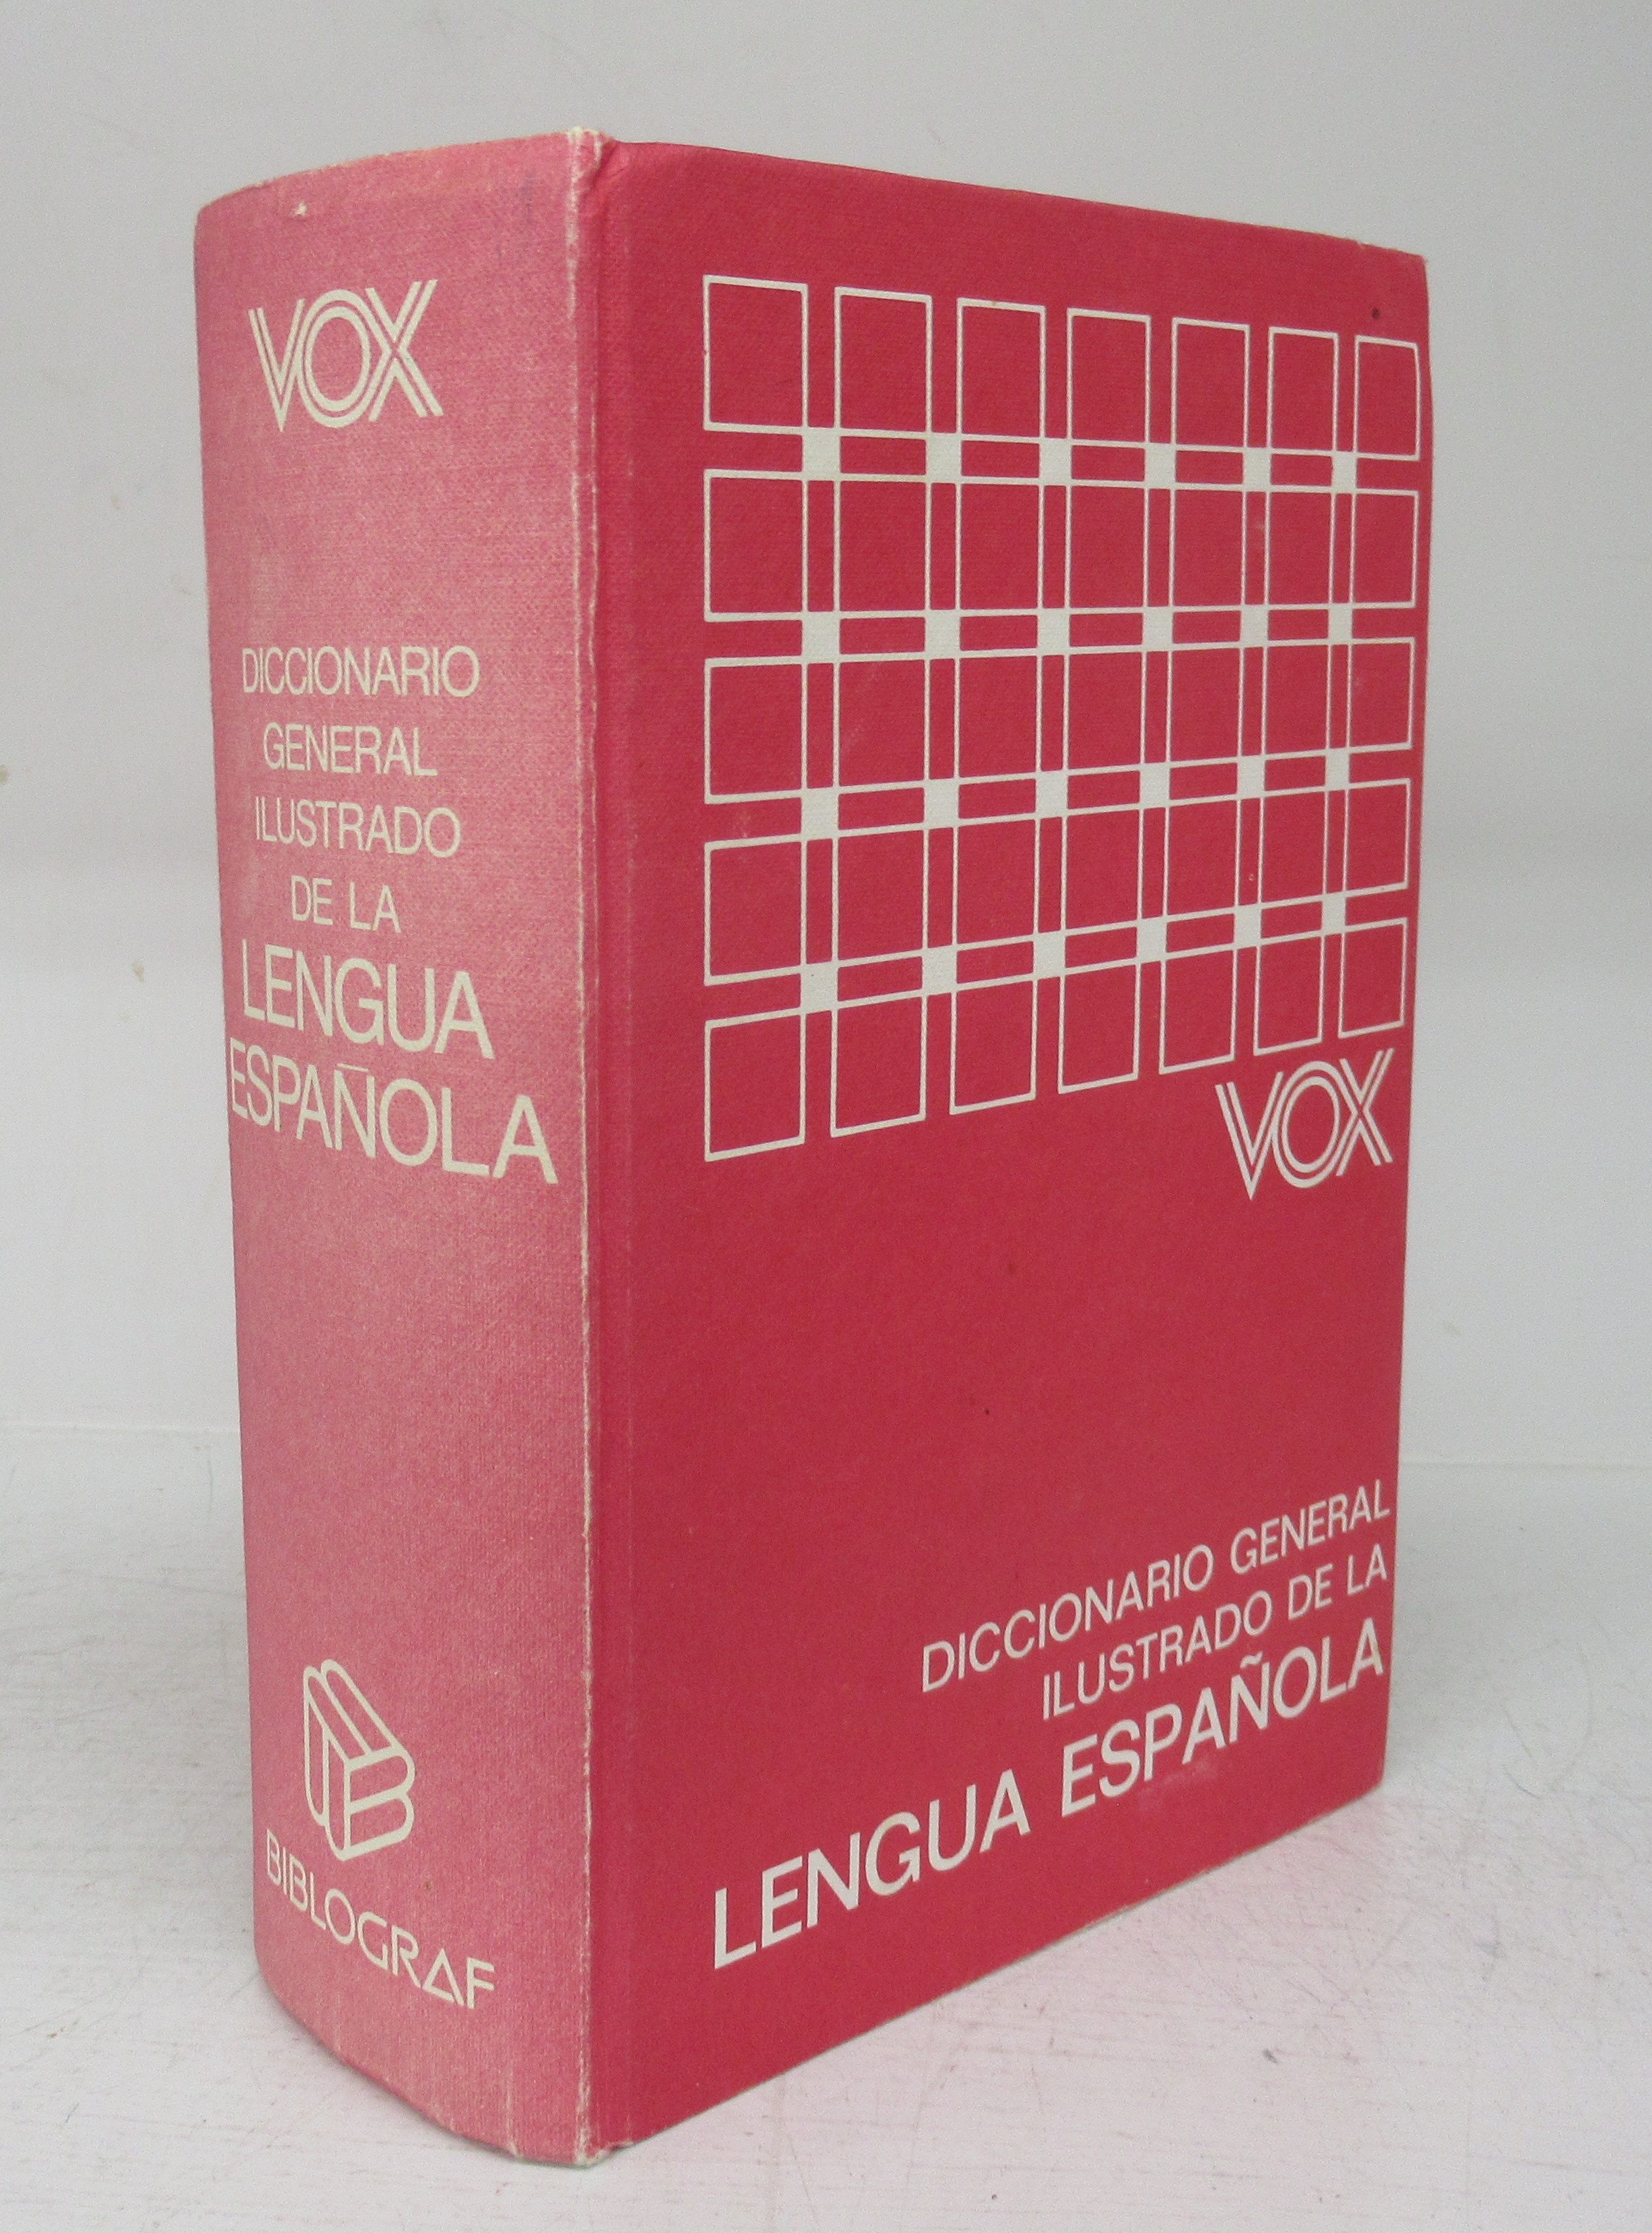 VOX
DICCIONARIO
GENERAL
ILUSTRADO
DE LA
LENGUA
ESPAÑOLA
BIBLOGRAF
VOX
DICCIONARIO GENERAL
ILUSTRADO DE LA
LENGUA ESPAÑOLA